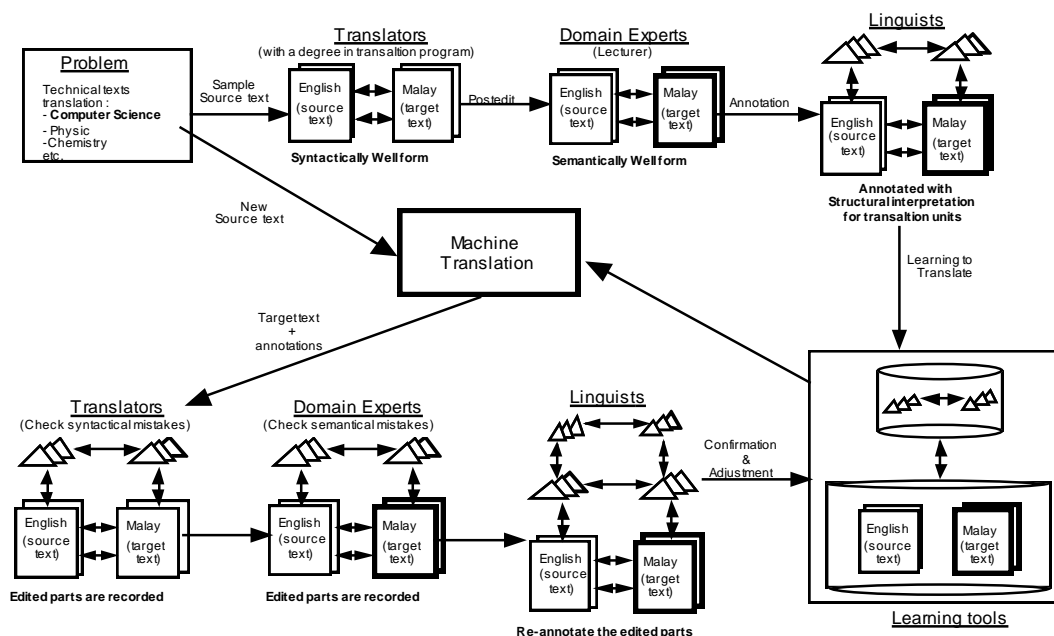 Problem
Technical texts
translation :
- Computer Science
- Physic
- Chemistry
etc.
Sample
Source text
Translators
(with a degree in transaltion program)
English
(source
text)
Malay
(target
text)
Syntactically Well form
Postedit
Domain Experts
(Lecturer)
English
(source
text)
Malay
(target
text)
Semantically Well form
Annotation
Linguists
English
(source
text)
Malay
(target
text)
Annotated with
Structural interpretation
for transaltion units
New
Source text
Machine
Translation
Learning to
Translate
Target text
+
annotations
Translators
(Check syntactical mistakes)
English
(source
text)
Malay
(target
text)
Edited parts are recorded
Domain Experts
(Check semantical mistakes)
English
(source
text)
Malay
(target
text)
Edited parts are recorded
Linguists
English
(source
text)
Malay
(target
text)
Re-annotate the edited parts
Confirmation
&
Adjustment
English
(source
text)
Malay
(target
text)
Learning tools